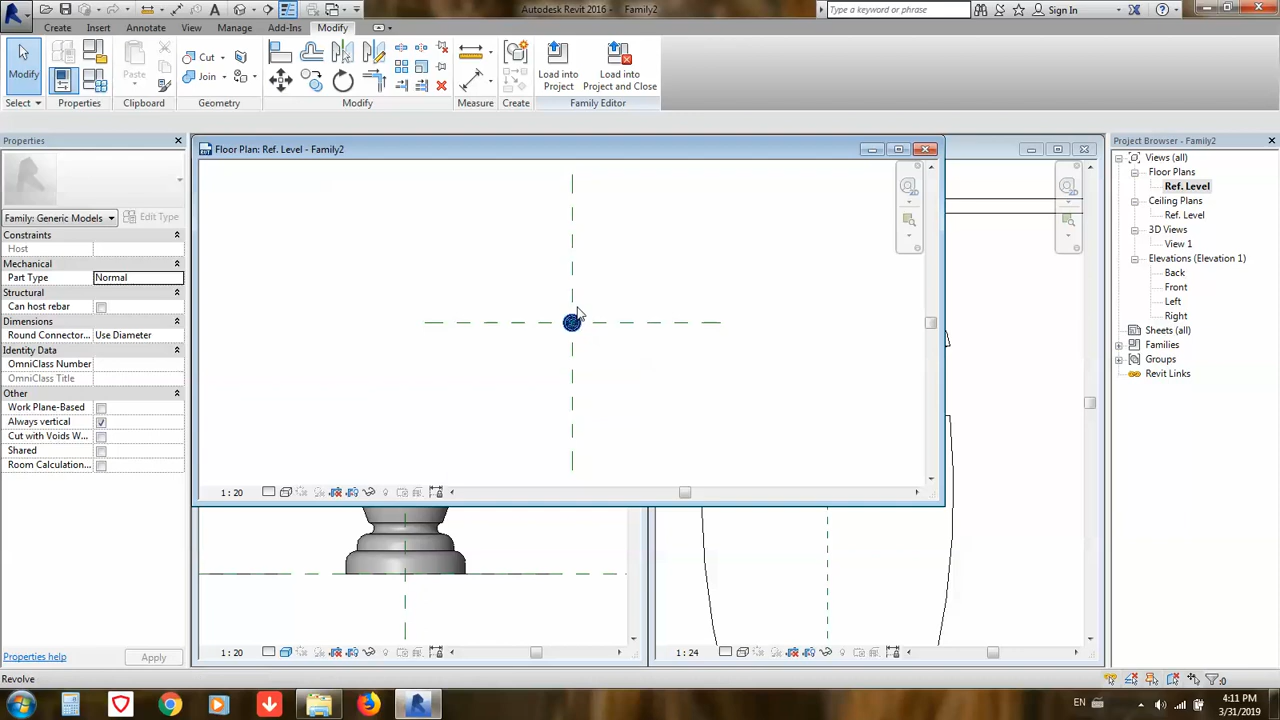 Autodesk Revit 2016 - Family2
Type a keyword or phrase
Sign In
Create Insert Annotate View Manage Add-Ins Modify
Modify
Cut
Join
Paste
Load into
Project
Load into
Project and Close
Select Properties Clipboard Geometry Modify Measure Create Family Editor
Properties
Family: Generic Models
Edit Type
Constraints
Host
Mechanical
Part Type Normal
Structural
Can host rebar
Dimensions
Round Connector... Use Diameter
Identity Data
OmniClass Number
OmniClass Title
Other
Work Plane-Based
Always vertical
Cut with Voids W...
Shared
Room Calculation...
Properties help
Apply
Floor Plan: Ref. Level - Family2
2D
1 : 20
1 : 20
1 : 24
Project Browser - Family2
Views (all)
Floor Plans
Ref. Level
Ceiling Plans
Ref. Level
3D Views
View 1
Elevations (Elevation 1)
Back
Front
Left
Right
Sheets (all)
Families
Groups
Revit Links
Revolve
:0
EN
4:11 PM
3/31/2019